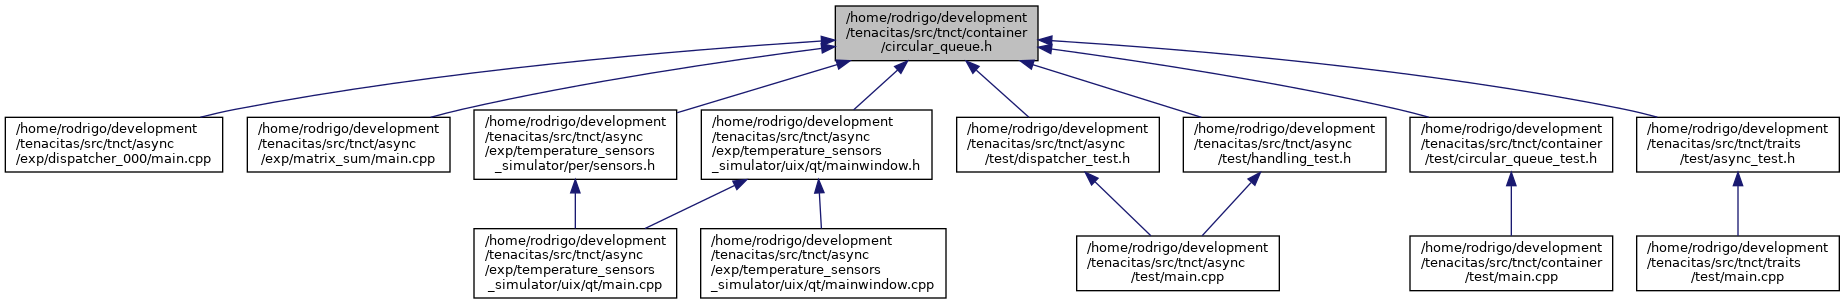 /home/rodrigo/development
/tenacitas/src/tnct/container
/circular_queue.h
/home/rodrigo/development
/tenacitas/src/tnct/async
/exp/dispatcher_000/main.cpp
/home/rodrigo/development
/tenacitas/src/tnct/async
/exp/matrix_sum/main.cpp
/home/rodrigo/development
/tenacitas/src/tnct/async
/exp/temperature_sensors
_simulator/per/sensors.h
/home/rodrigo/development
/tenacitas/src/tnct/async
/exp/temperature_sensors
_simulator/uix/qt/mainwindow.h
/home/rodrigo/development
/tenacitas/src/tnct/async
/test/dispatcher_test.h
/home/rodrigo/development
/tenacitas/src/tnct/async
/test/handling_test.h
/home/rodrigo/development
/tenacitas/src/tnct/container
/test/circular_queue_test.h
/home/rodrigo/development
/tenacitas/src/tnct/traits
/test/async_test.h
/home/rodrigo/development
/tenacitas/src/tnct/async
/exp/temperature_sensors
_simulator/uix/qt/main.cpp
/home/rodrigo/development
/tenacitas/src/tnct/async
/exp/temperature_sensors
_simulator/uix/qt/mainwindow.cpp
/home/rodrigo/development
/tenacitas/src/tnct/async
/test/main.cpp
/home/rodrigo/development
/tenacitas/src/tnct/container
/test/main.cpp
/home/rodrigo/development
/tenacitas/src/tnct/traits
/test/main.cpp